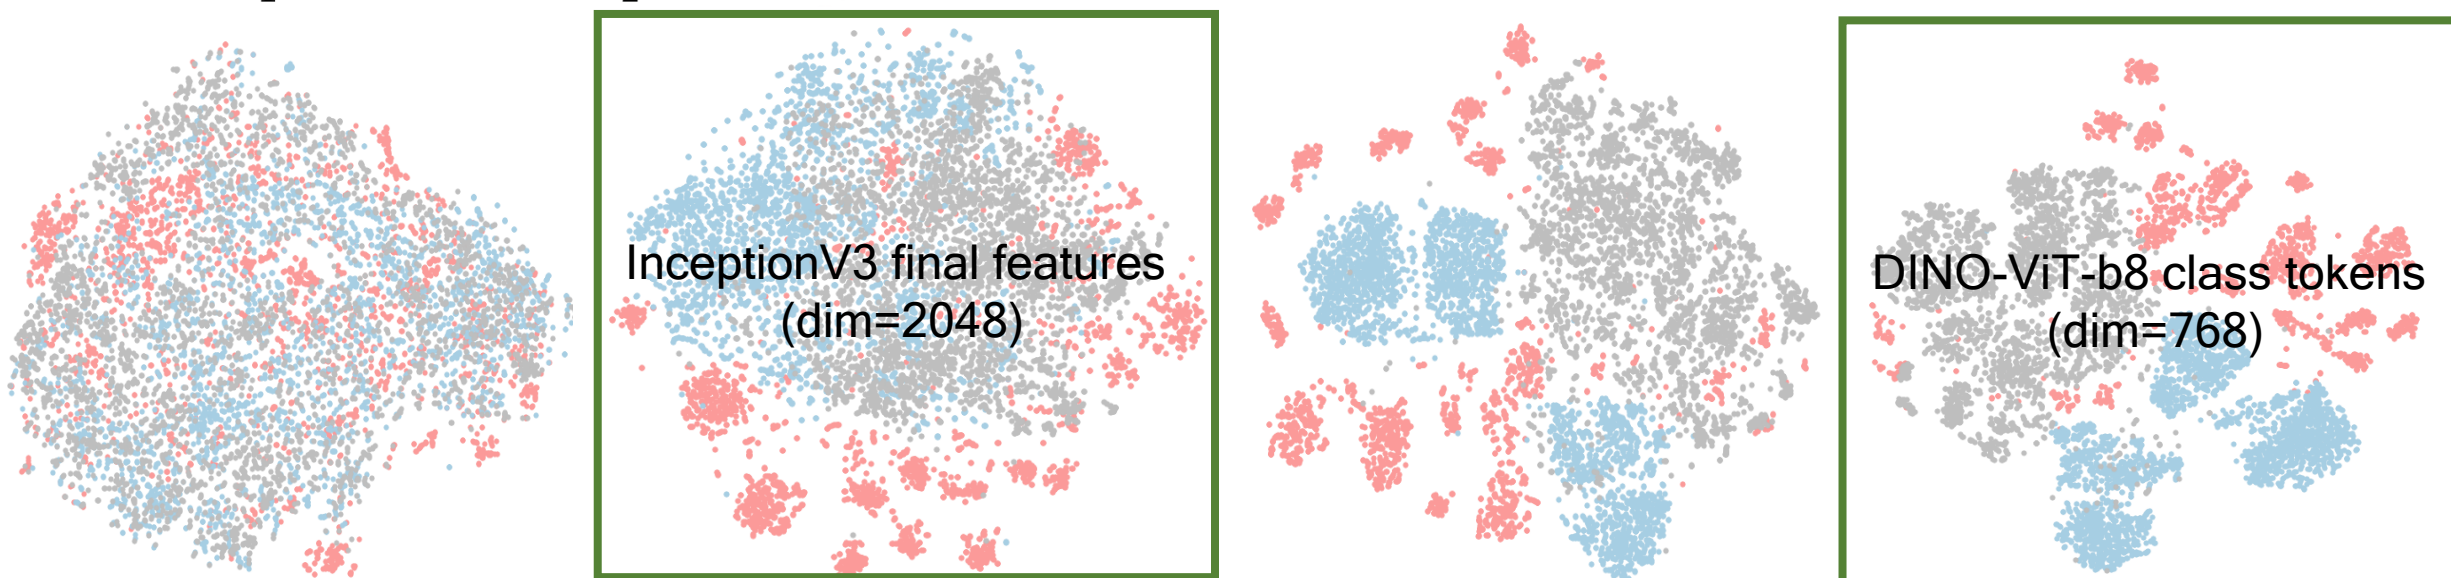 InceptionV3 final features
(dim=2048)
DINO-ViT-b8 class tokens
(dim=768)